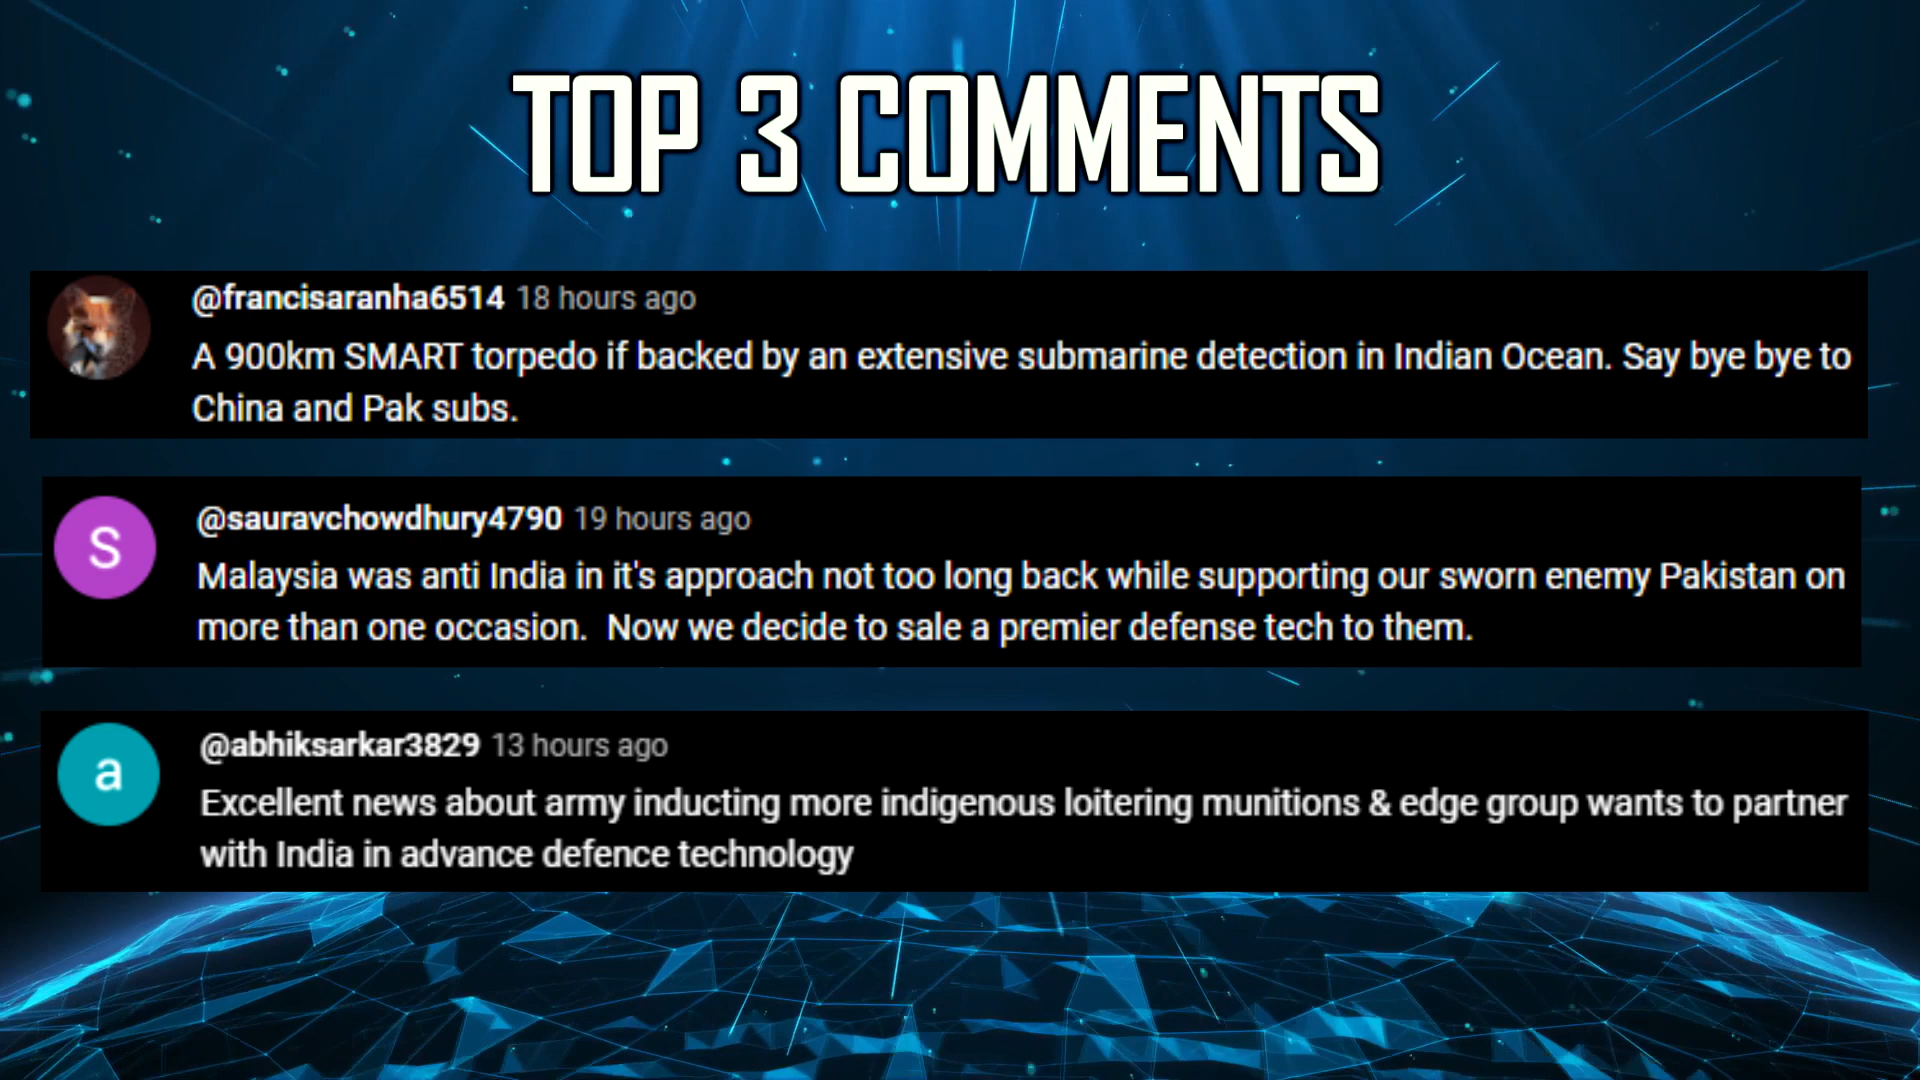 TOP 3 COMMENTS
@francisaranha6514 18 hours ago
A 900km SMART torpedo if backed by an extensive submarine detection in Indian Ocean. Say bye bye to
China and Pak subs.
S
@sauravchowdhury4790 19 hours ago
Malaysia was anti India in it's approach not too long back while supporting our sworn enemy Pakistan on
more than one occasion.  Now we decide to sale a premier defense tech to them.
a
@abhiksarkar3829 13 hours ago
Excellent news about army inducting more indigenous loitering munitions & edge group wants to partner
with India in advance defence technology